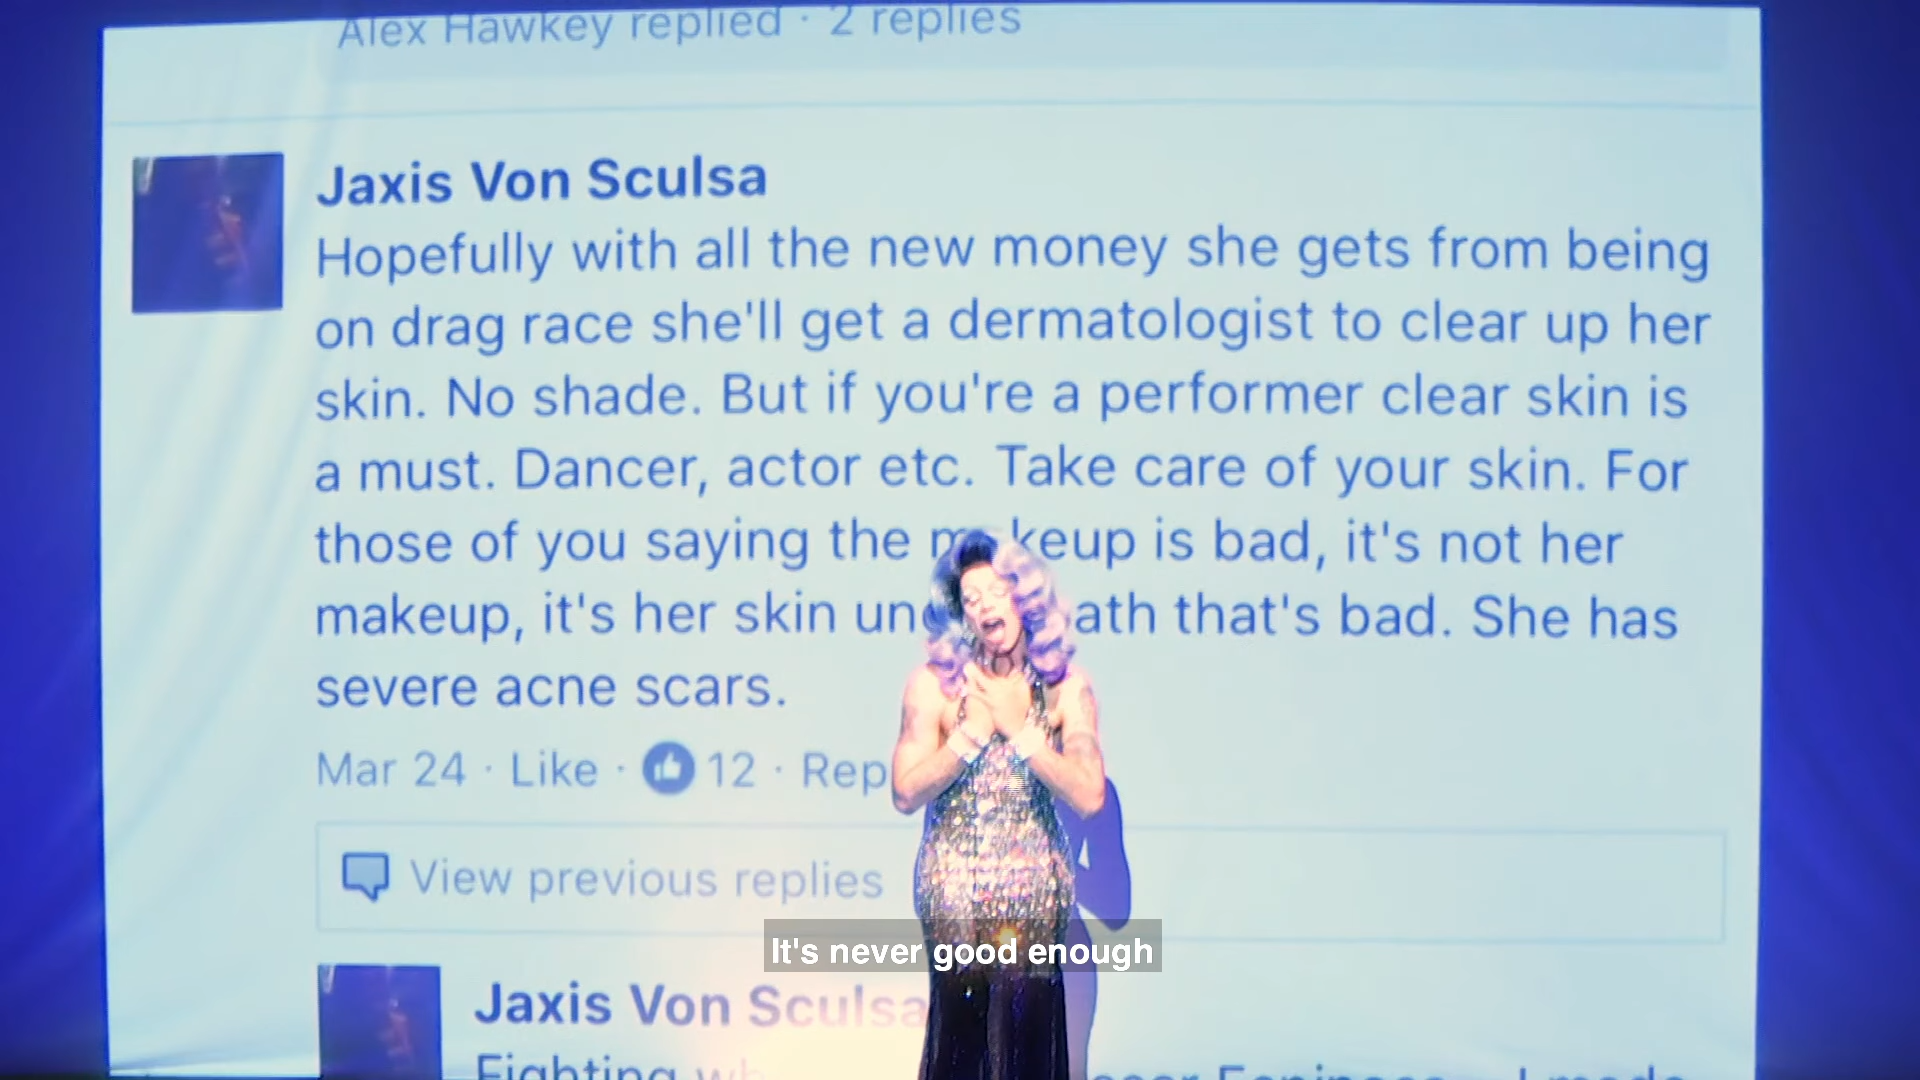 Alex Hawkey replied · 2 replies
Jaxis Von Sculsa
Hopefully with all the new money she gets from being
on drag race she'll get a dermatologist to clear up her
skin. No shade. But if you're a performer clear skin is
a must. Dancer, actor etc. Take care of your skin. For
those of you saying the makeup is bad, it's not her
makeup, it's her skin underneath that's bad. She has
severe acne scars.
Mar 24 · Like · 12 · Rep
View previous replies
It's never good enough
Jaxis Von Sculsa
Fighting